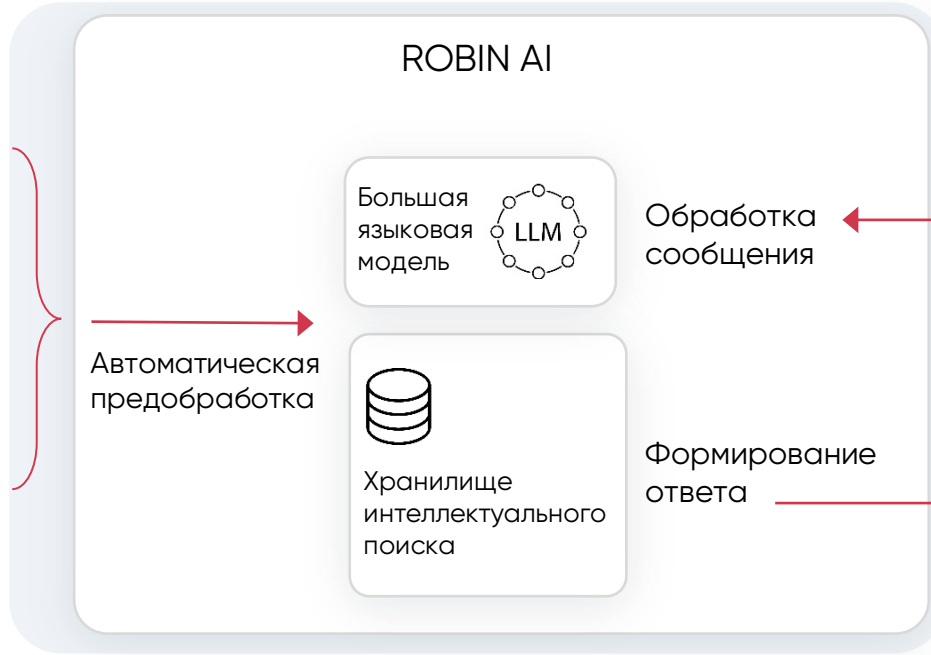 ROBIN AI
Большая
языковая
модель
LLM
Обработка
сообщения
Автоматическая
предобработка
Хранилище
интеллектуального
поиска
Формирование
ответа